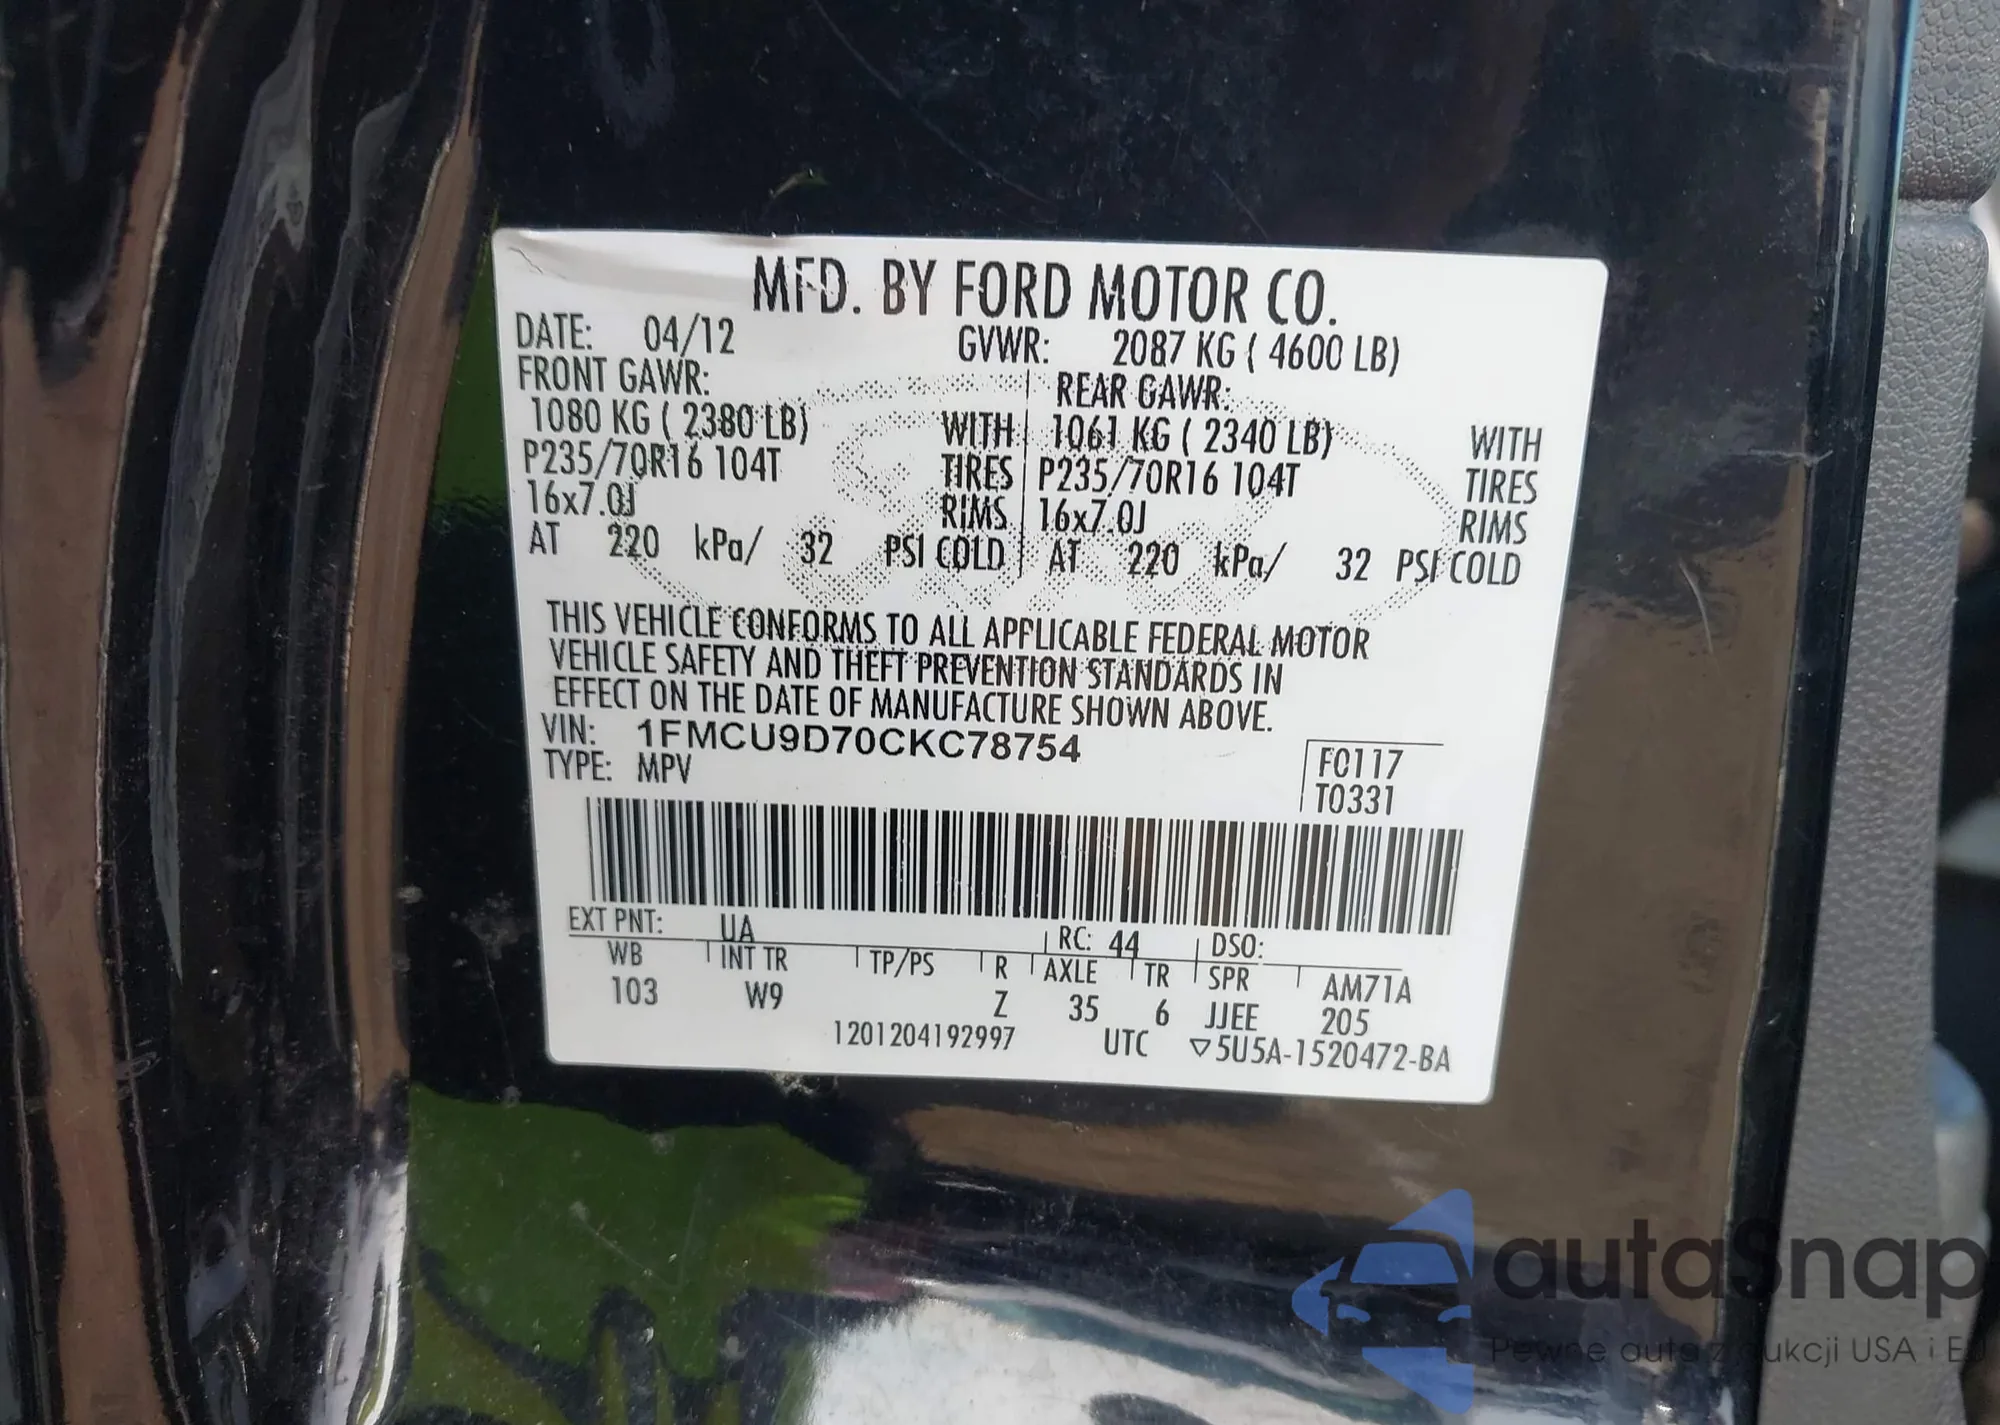 MFD. BY FORD MOTOR CO.
DATE: 04/12 GVWR: 2087 KG ( 4600 LB)
FRONT GAWR: REAR GAWR:
1080 KG ( 2380 LB) WITH 1061 KG ( 2340 LB) WITH
P235/70R16 104T TIRES P235/70R16 104T TIRES
16x7.0J RIMS 16x7.0J RIMS
AT 220 kPa/ 32 PSI COLD AT 220 kPa/ 32 PSI COLD
THIS VEHICLE CONFORMS TO ALL APPLICABLE FEDERAL MOTOR
VEHICLE SAFETY AND THEFT PREVENTION STANDARDS IN
EFFECT ON THE DATE OF MANUFACTURE SHOWN ABOVE.
VIN: 1FMCU9D70CKC78754
TYPE: MPV
F0117
T0331
EXT PNT: UA RC: 44 DSO:
WB INT TR TP/PS R AXLE TR SPR AM71A
103 W9 Z 35 6 JJEE 205
1201204192997 UTC ▽5U5A-1520472-BA
autaSnap
Pewne auta z aukcji USA i EU